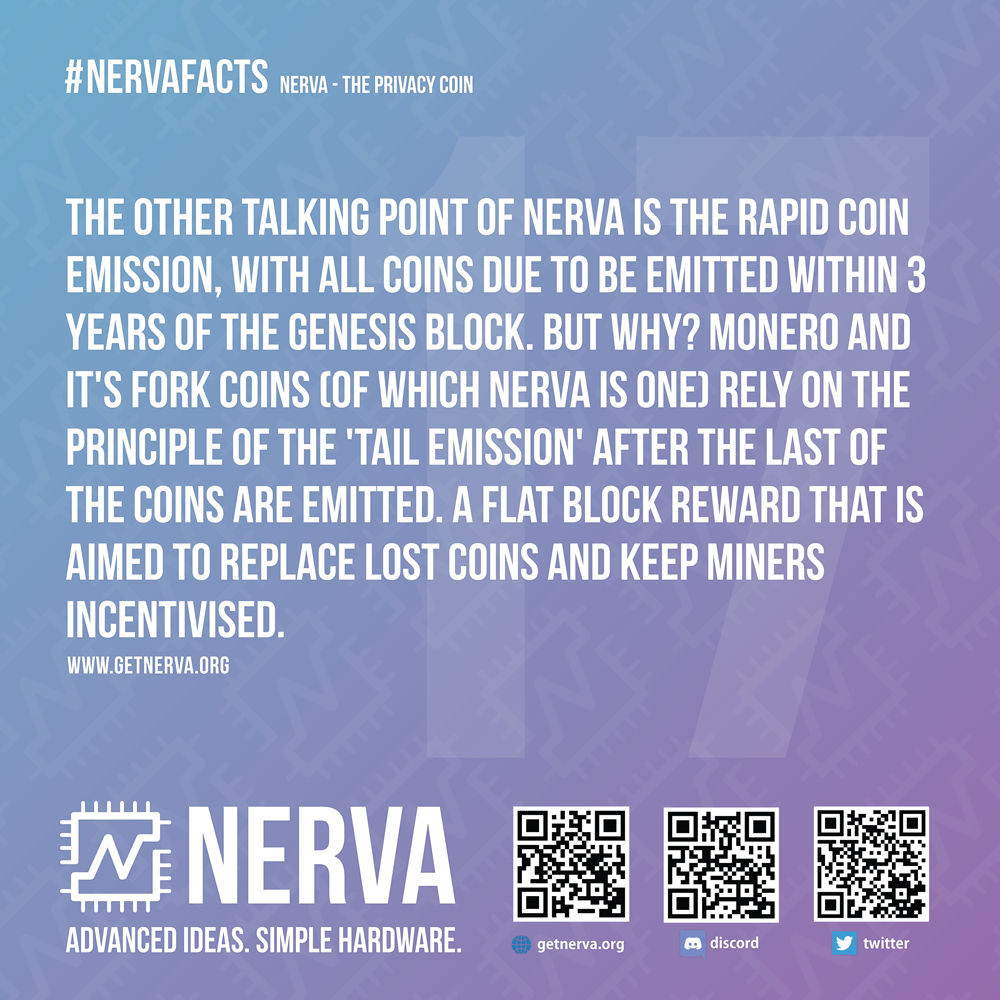 #NERVAFACTS NERVA - THE PRIVACY COIN
17
THE OTHER TALKING POINT OF NERVA IS THE RAPID COIN
EMISSION, WITH ALL COINS DUE TO BE EMITTED WITHIN 3
YEARS OF THE GENESIS BLOCK. BUT WHY? MONERO AND
IT'S FORK COINS (OF WHICH NERVA IS ONE) RELY ON THE
PRINCIPLE OF THE 'TAIL EMISSION' AFTER THE LAST OF
THE COINS ARE EMITTED. A FLAT BLOCK REWARD THAT IS
AIMED TO REPLACE LOST COINS AND KEEP MINERS
INCENTIVISED.
WWW.GETNERVA.ORG
NERVA
ADVANCED IDEAS. SIMPLE HARDWARE.
getnerva.org
discord
twitter